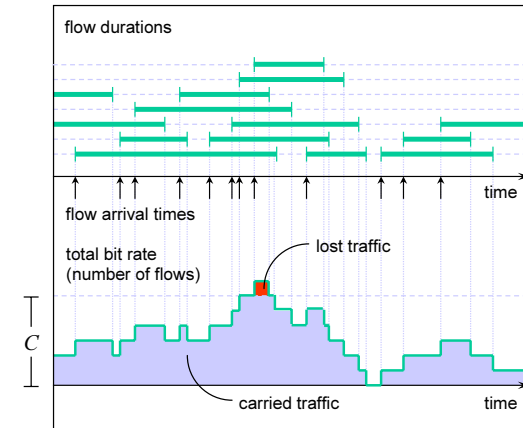 flow durations
time
flow arrival times
total bit rate
(number of flows)
lost traffic
C
carried traffic
time